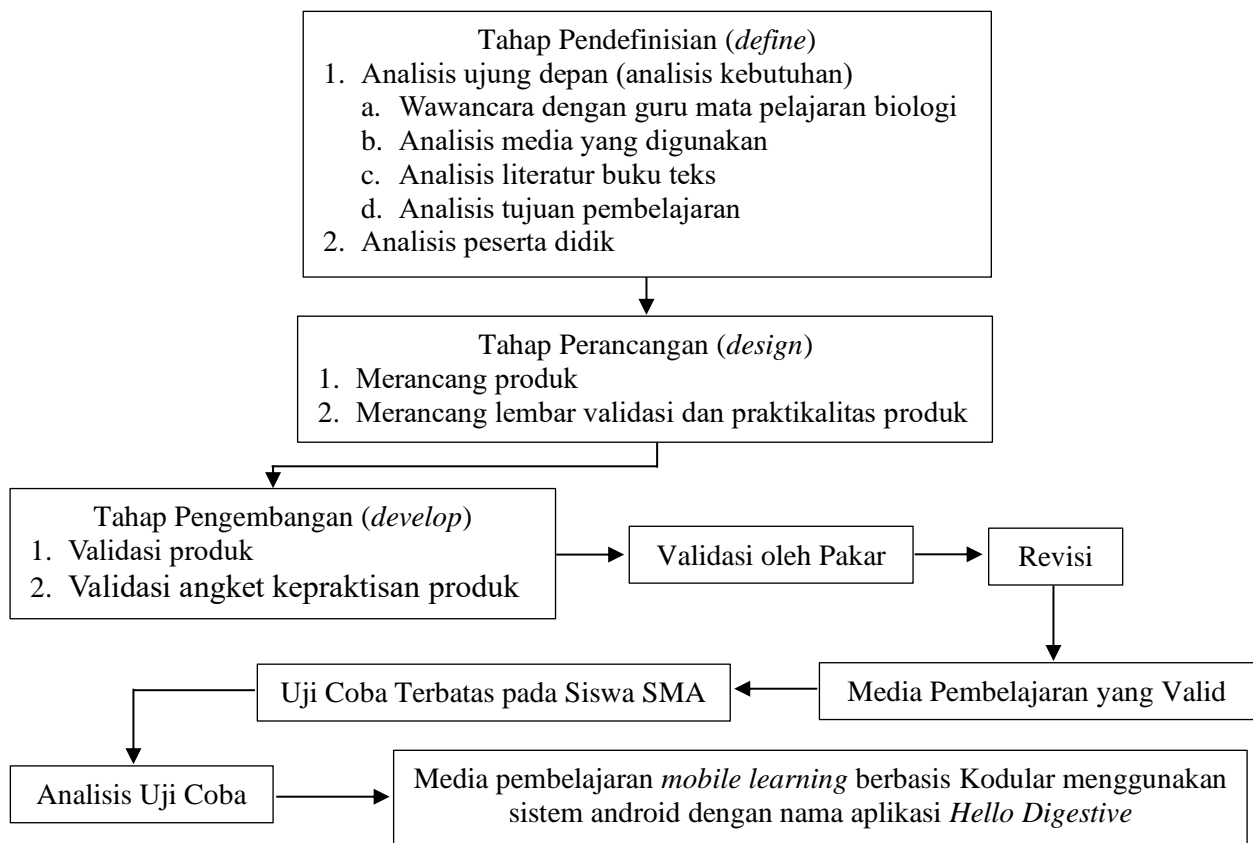 Tahap Pendefinisian (define)
1. Analisis ujung depan (analisis kebutuhan)
a. Wawancara dengan guru mata pelajaran biologi
b. Analisis media yang digunakan
c. Analisis literatur buku teks
d. Analisis tujuan pembelajaran
2. Analisis peserta didik
Tahap Perancangan (design)
1. Merancang produk
2. Merancang lembar validasi dan praktikalitas produk
Tahap Pengembangan (develop)
1. Validasi produk
2. Validasi angket kepraktisan produk
Validasi oleh Pakar
Revisi
Media Pembelajaran yang Valid
Uji Coba Terbatas pada Siswa SMA
Analisis Uji Coba
Media pembelajaran mobile learning berbasis Kodular menggunakan
sistem android dengan nama aplikasi Hello Digestive